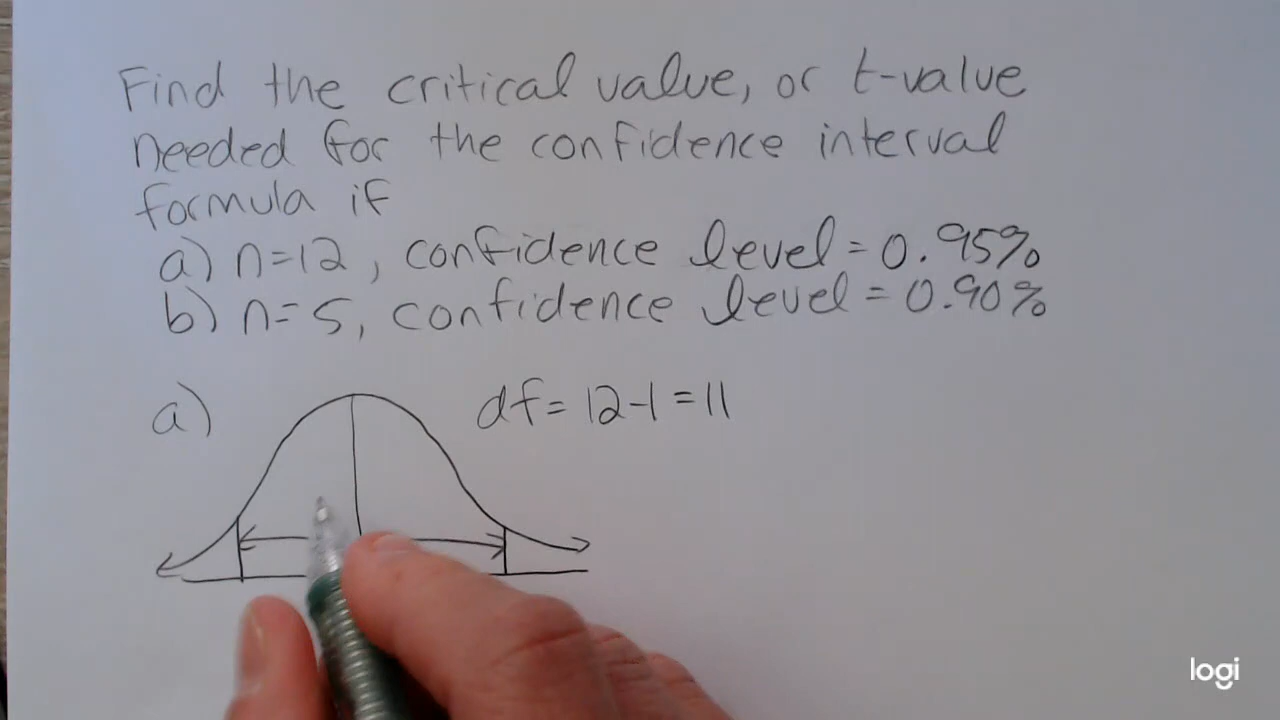 Find the critical value, or t-value
needed for the confidence interval
formula if
a) n=12, confidence level = 0.95%
b) n=5, confidence level = 0.90%
a) df= 12-1 = 11
logi